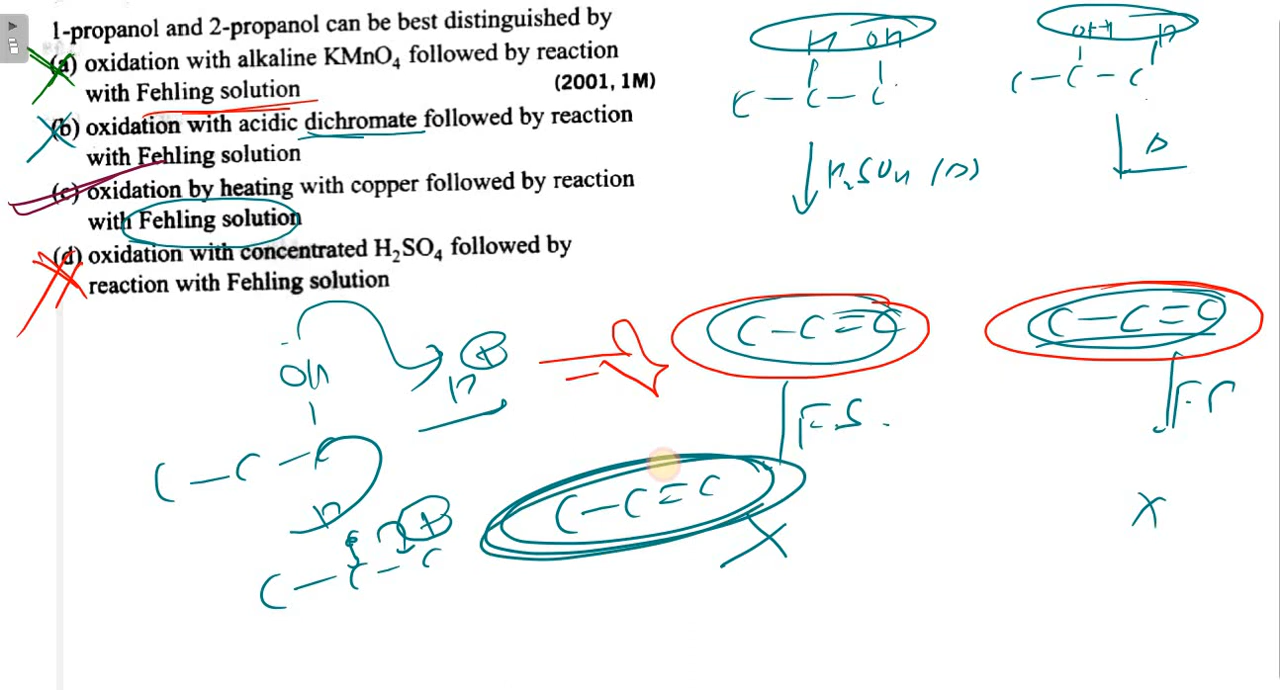 1-propanol and 2-propanol can be best distinguished by
(a) oxidation with alkaline KMnO₄ followed by reaction
with Fehling solution (2001, 1M)
(b) oxidation with acidic dichromate followed by reaction
with Fehling solution
(c) oxidation by heating with copper followed by reaction
with Fehling solution
(d) oxidation with concentrated H₂SO₄ followed by
reaction with Fehling solution
H OH
C-C-C
OH H
C-C-C
H₂SO₄ (Δ)
Δ
C-C=C
C-C=C
OH
H ⊕
C-C-C
H
F.S.
C-C=C
X
X
⊕
C-C-C